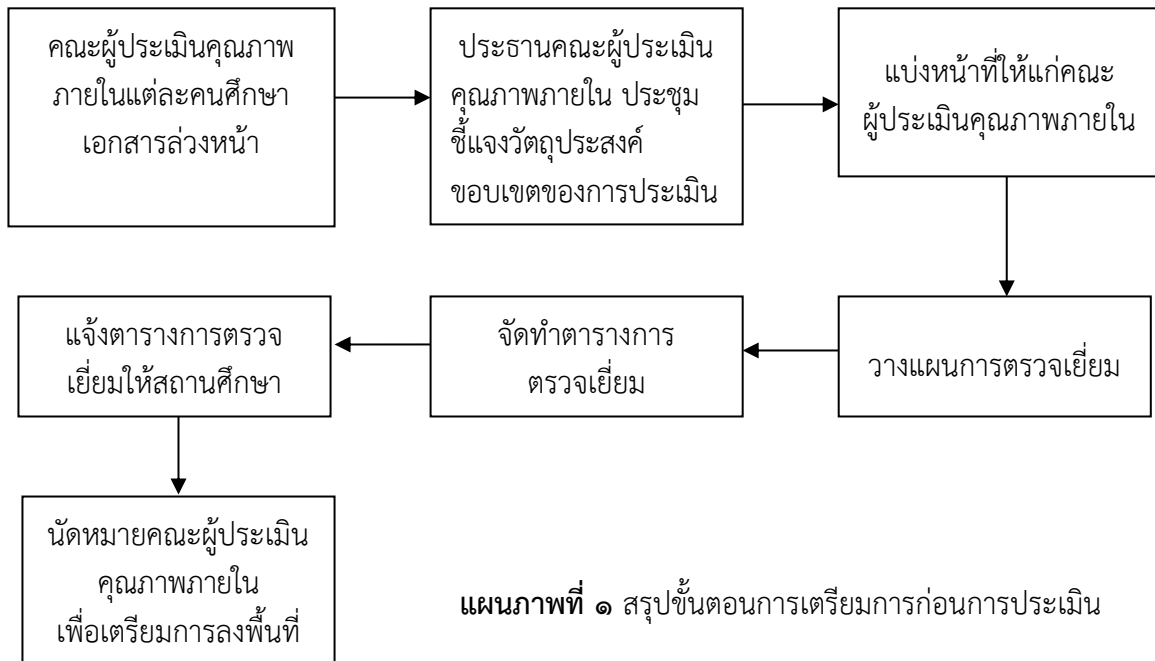 คณะผู้ประเมินคุณภาพ
ภายในแต่ละคนศึกษา
เอกสารล่วงหน้า
ประธานคณะผู้ประเมิน
คุณภาพภายใน ประชุม
ชี้แจงวัตถุประสงค์
ขอบเขตของการประเมิน
แบ่งหน้าที่ให้แก่คณะ
ผู้ประเมินคุณภาพภายใน
วางแผนการตรวจเยี่ยม
จัดทำตารางการ
ตรวจเยี่ยม
แจ้งตารางการตรวจ
เยี่ยมให้สถานศึกษา
นัดหมายคณะผู้ประเมิน
คุณภาพภายใน
เพื่อเตรียมการลงพื้นที่
แผนภาพที่ ๑ สรุปขั้นตอนการเตรียมการก่อนการประเมิน